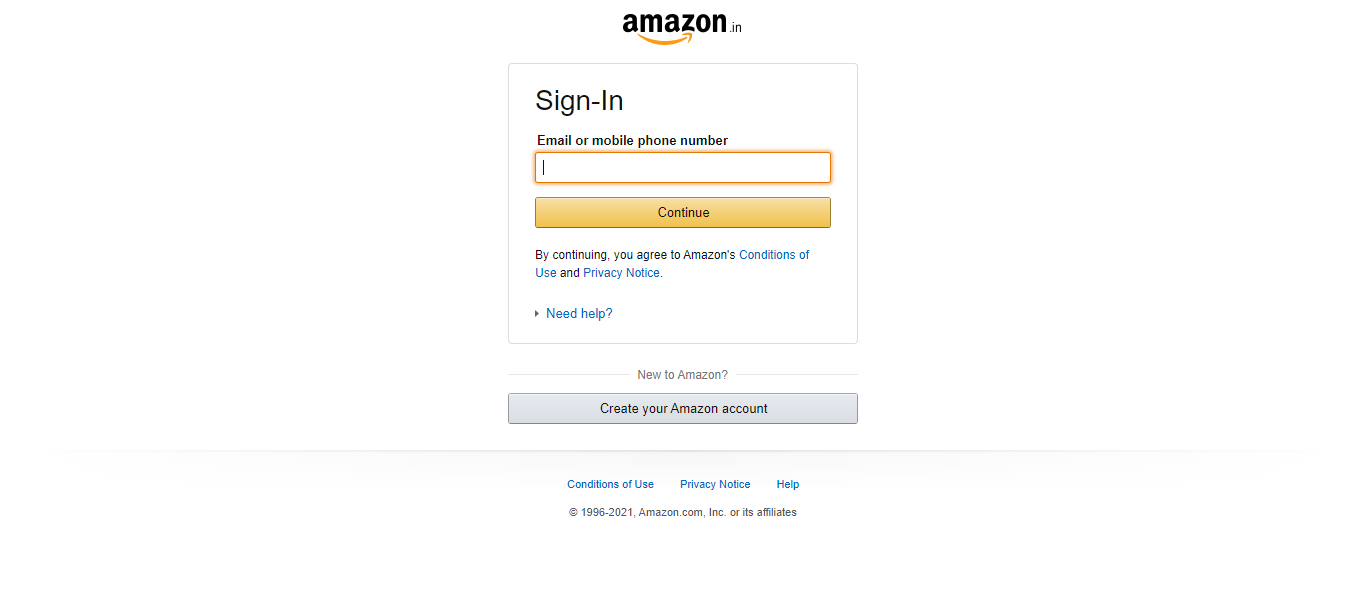 amazon.in
Sign-In
Email or mobile phone number
Continue
By continuing, you agree to Amazon's Conditions of
Use and Privacy Notice.
Need help?
New to Amazon?
Create your Amazon account
Conditions of Use Privacy Notice Help
© 1996-2021, Amazon.com, Inc. or its affiliates